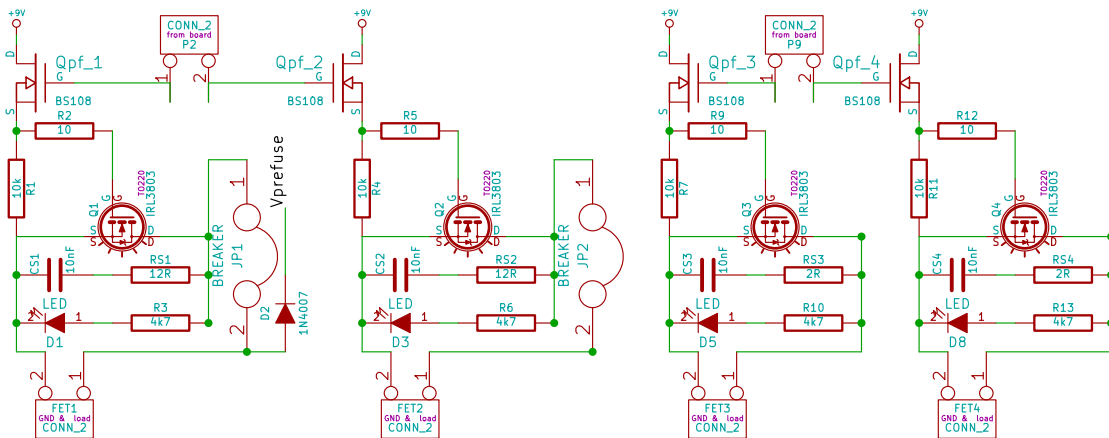 +9V
CONN_2
from board
P2
+9V
+9V
CONN_2
from board
P9
+9V
D
Qpf_1
G
BS108
S
1
2
Qpf_2
D
G
BS108
S
D
Qpf_3
G
BS108
S
1
2
Qpf_4
D
G
BS108
S
R2
10
R5
10
R9
10
R12
10
10k
R1
Q1
G
G
TO220
IRL3803
S
S
D
D
1
BREAKER
JP1
2
Vprefuse
10k
R4
Q2
G
G
TO220
IRL3803
S
S
D
D
1
BREAKER
JP2
2
10k
R7
Q3
G
G
TO220
IRL3803
S
S
D
D
10k
R11
Q4
G
G
TO220
IRL3803
S
S
D
D
CS1
10nF
RS1
12R
CS2
10nF
RS2
12R
CS3
10nF
RS3
2R
CS4
10nF
RS4
2R
LED
2
1
D1
R3
4k7
D2
1N4007
LED
2
1
D3
R6
4k7
LED
2
1
D5
R10
4k7
LED
2
1
D8
R13
4k7
2
1
FET1
GND & load
CONN_2
2
1
FET2
GND & load
CONN_2
2
1
FET3
GND & load
CONN_2
2
1
FET4
GND & load
CONN_2